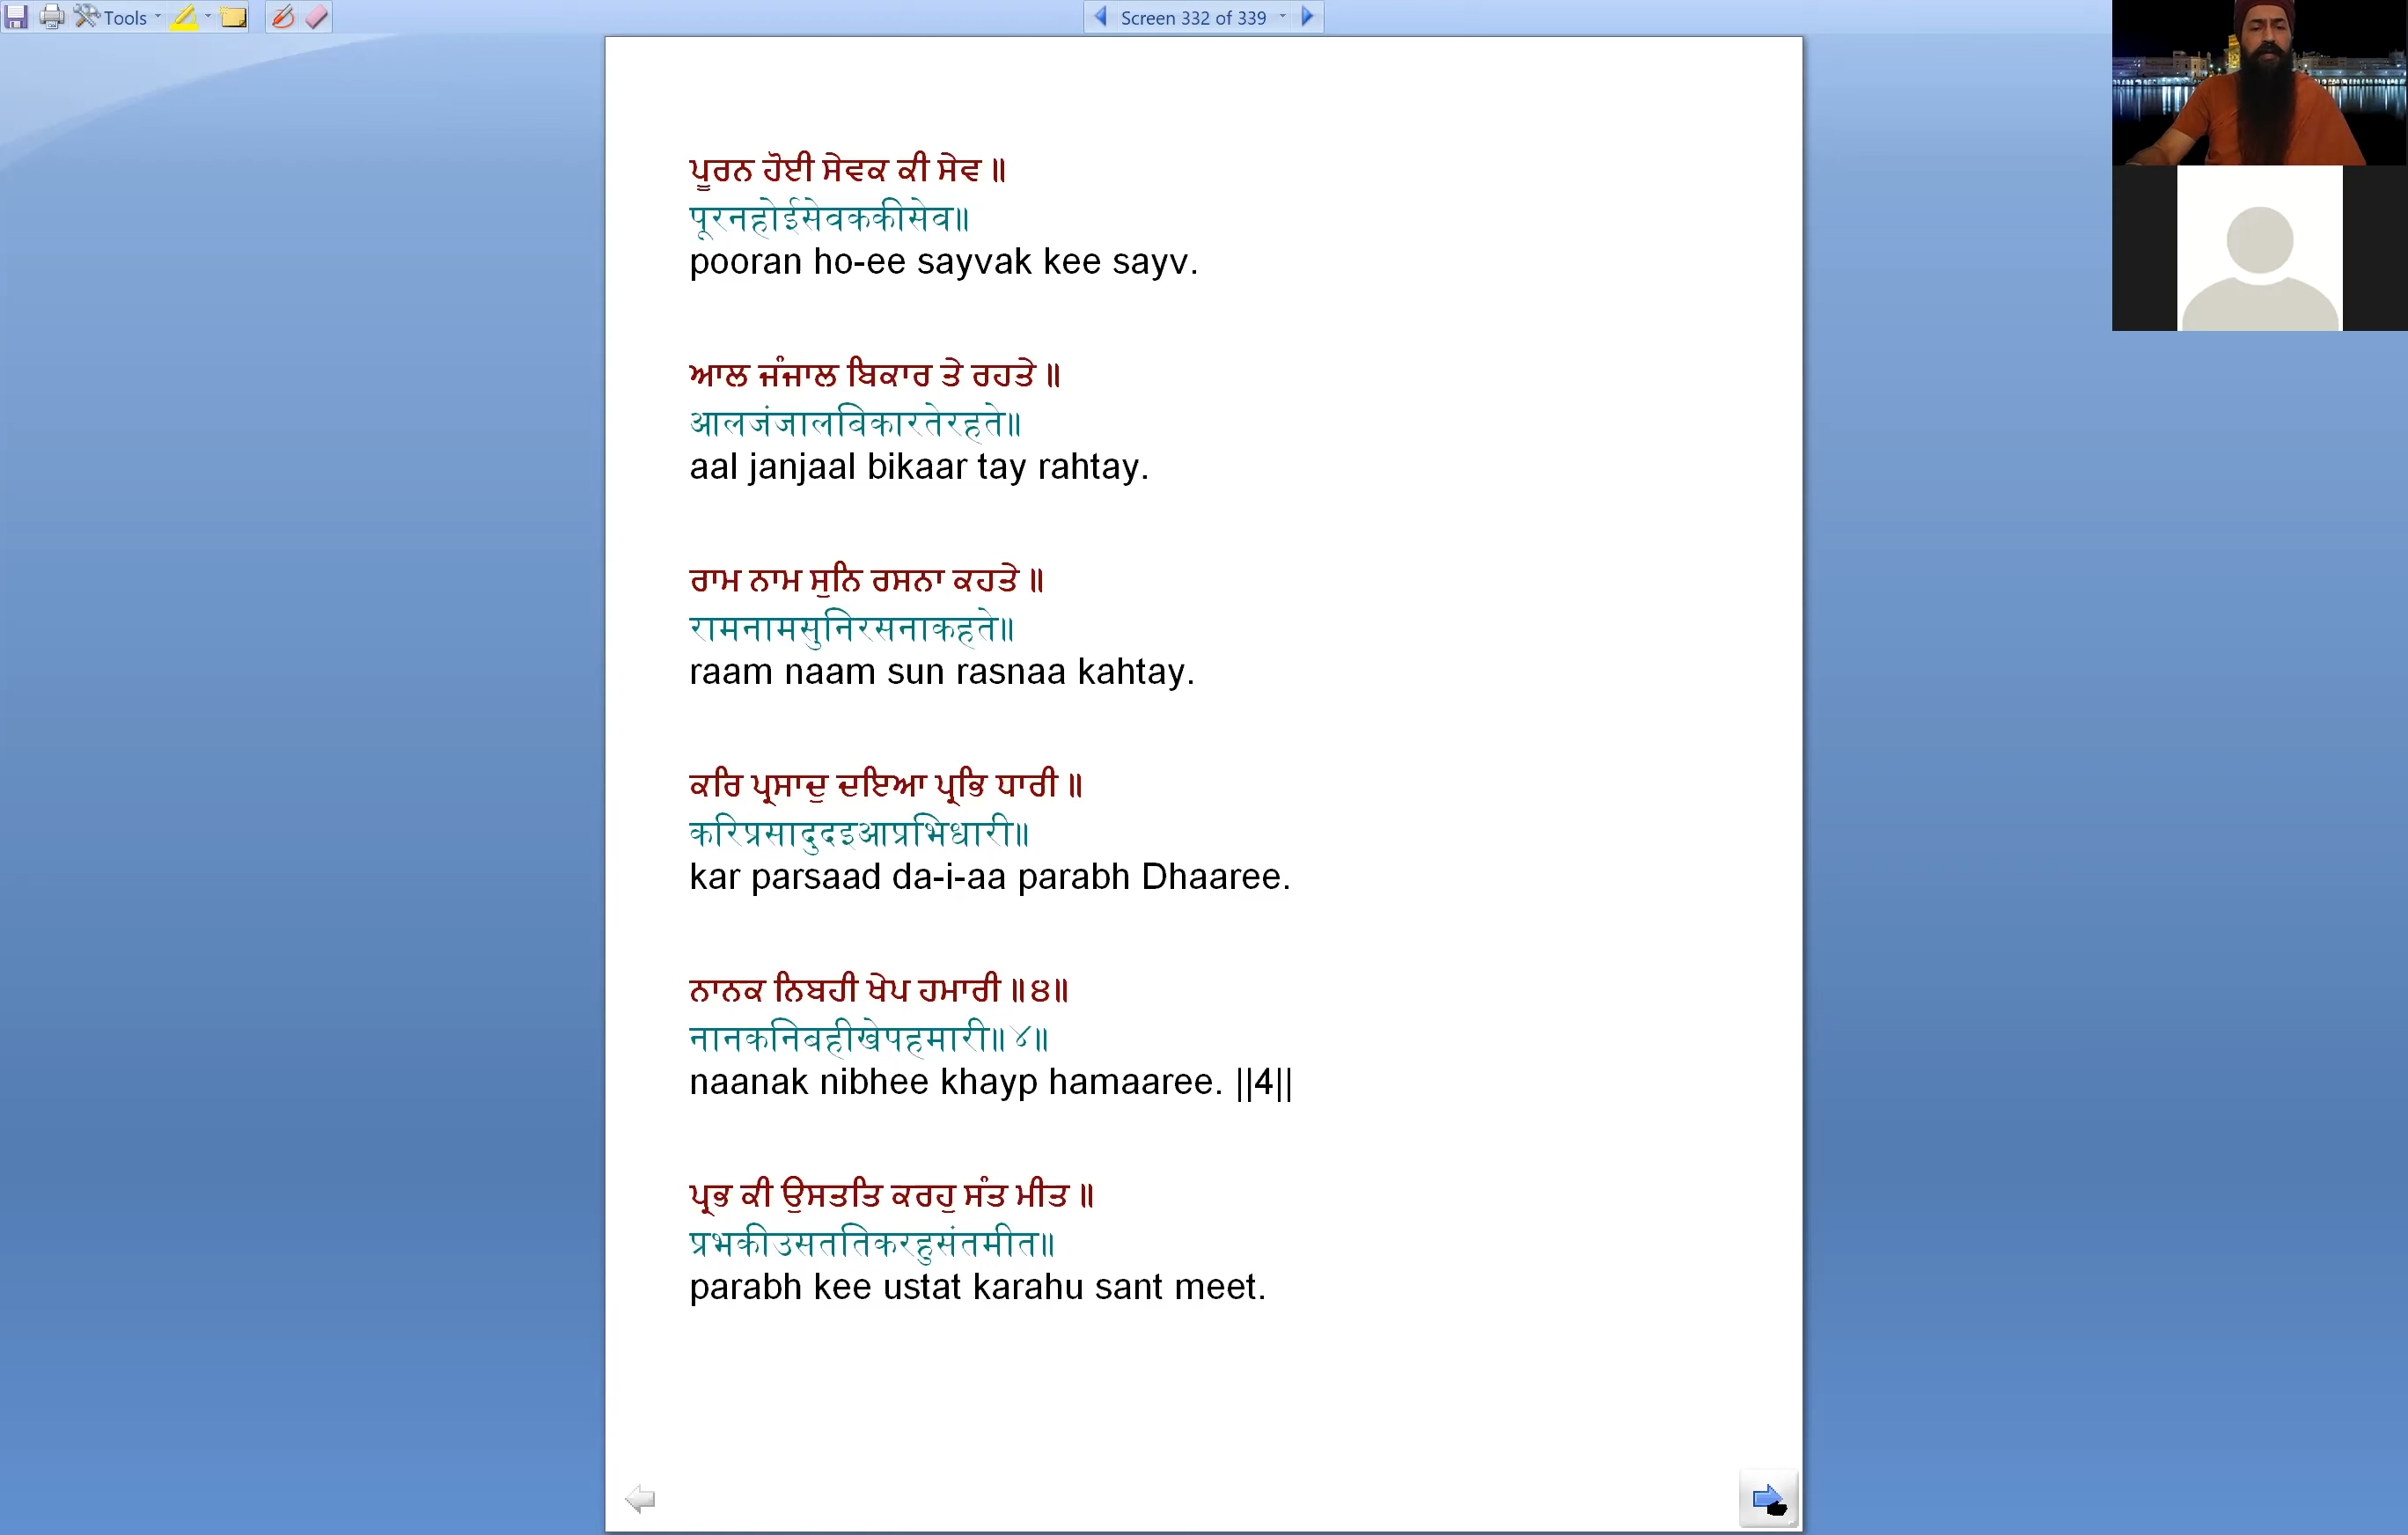 Tools
Screen 332 of 339
ਪੂਰਨ ਹੋਈ ਸੇਵਕ ਕੀ ਸੇਵ ॥
पूरनहोईसेवककीसेव॥
pooran ho-ee sayvak kee sayv.
ਆਲ ਜੰਜਾਲ ਬਿਕਾਰ ਤੇ ਰਹਤੇ ॥
आलजंजालबिकारतेरहते॥
aal janjaal bikaar tay rahtay.
ਰਾਮ ਨਾਮ ਸੁਨਿ ਰਸਨਾ ਕਹਤੇ ॥
रामनामसुनिरसनाकहते॥
raam naam sun rasnaa kahtay.
ਕਰਿ ਪ੍ਰਸਾਦੁ ਦਇਆ ਪ੍ਰਭਿ ਧਾਰੀ ॥
करिप्रसादुदइआप्रभिधारी॥
kar parsaad da-i-aa parabh Dhaaree.
ਨਾਨਕ ਨਿਬਹੀ ਖੇਪ ਹਮਾਰੀ ॥੪॥
नानकनिबहीखेपहमारी॥४॥
naanak nibhee khayp hamaaree. ||4||
ਪ੍ਰਭ ਕੀ ਉਸਤਤਿ ਕਰਹੁ ਸੰਤ ਮੀਤ ॥
प्रभकीउसततिकरहुसंतमीत॥
parabh kee ustat karahu sant meet.